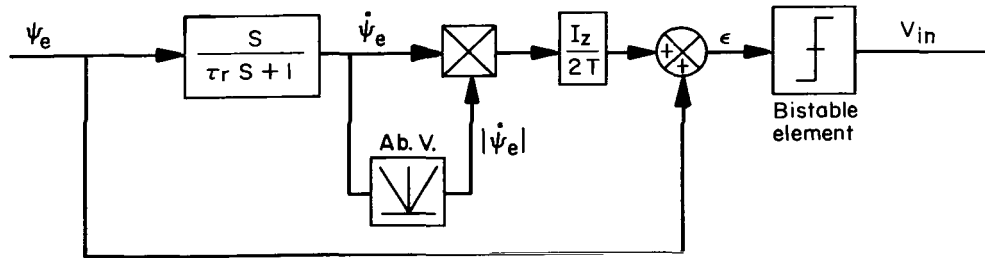 ψe
S
τr S + 1
ψ̇e
Iz
2T
+
+
ϵ
Vin
Bistable
element
Ab. V.
|ψ̇e|